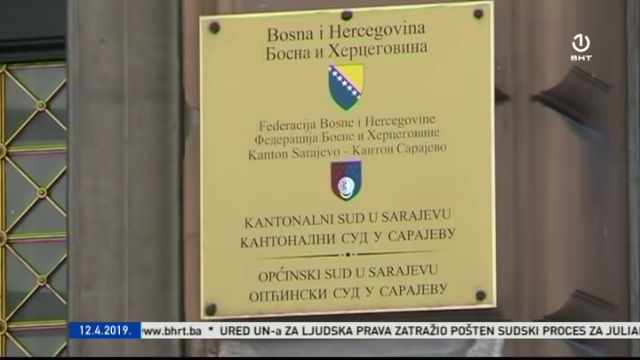 Bosna i Hercegovina
Босна и Херцеговина
BHT
Federacija Bosne i Hercegovine
Федерација Босне и Херцеговине
Kanton Sarajevo - Кантон Сарајево
KANTONALNI SUD U SARAJEVU
КАНТОНАЛНИ СУД У САРАЈЕВУ
OPĆINSKI SUD U SARAJEVU
ОПЋИНСКИ СУД У САРАЈЕВУ
12.4.2019. www.bhrt.ba * URED UN-a ZA LJUDSKA PRAVA ZATRAŽIO POŠTEN SUDSKI PROCES ZA JULIA